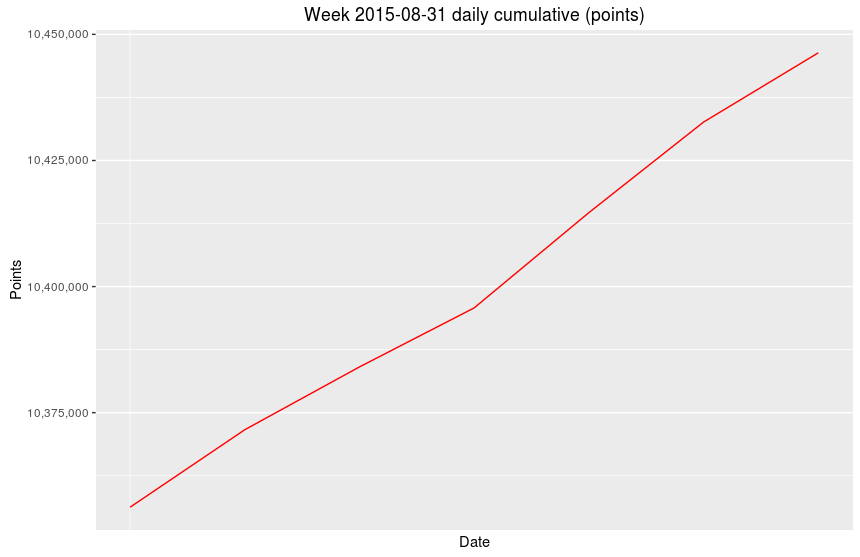 Week 2015-08-31 daily cumulative (points)
10,450,000
10,425,000
10,400,000
10,375,000
Points
Date